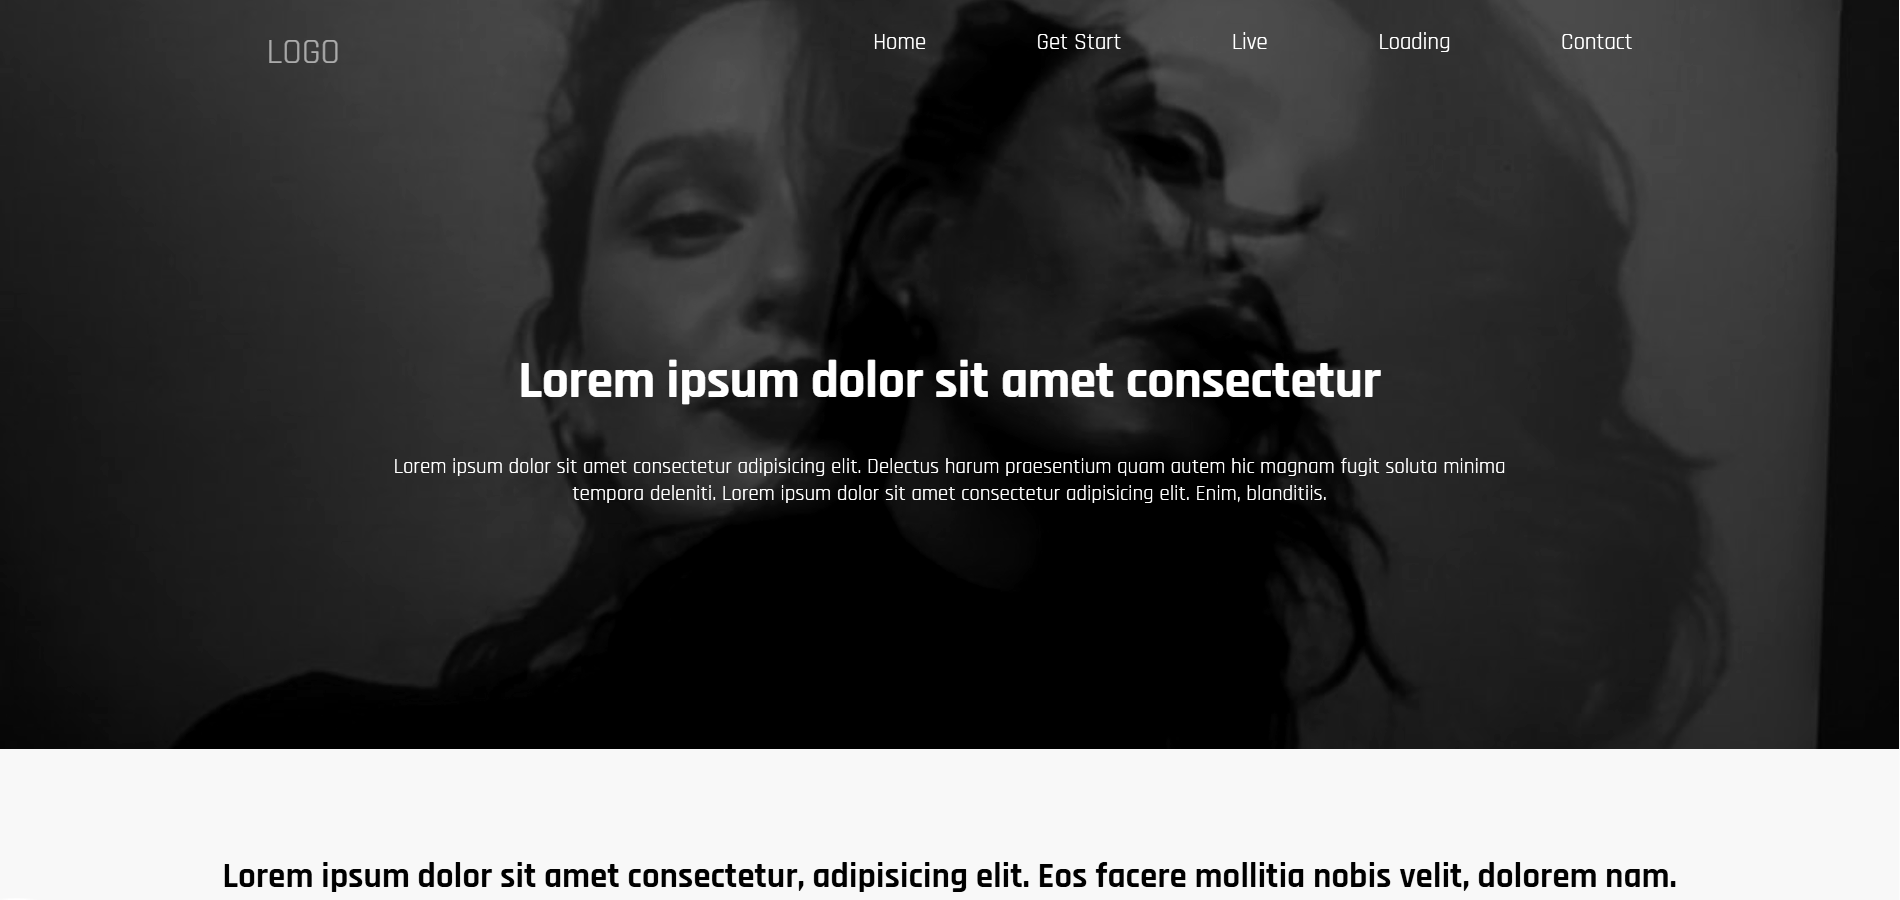 LOGO
Home
Get Start
Live
Loading
Contact
Lorem ipsum dolor sit amet consectetur
Lorem ipsum dolor sit amet consectetur adipisicing elit. Delectus harum praesentium quam autem hic magnam fugit soluta minima
tempora deleniti. Lorem ipsum dolor sit amet consectetur adipisicing elit. Enim, blanditiis.
Lorem ipsum dolor sit amet consectetur, adipisicing elit. Eos facere mollitia nobis velit, dolorem nam.